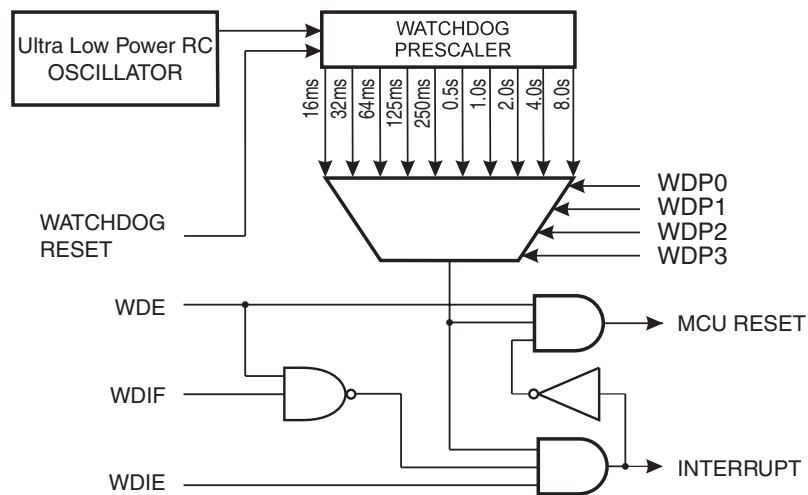 Ultra Low Power RC
OSCILLATOR
WATCHDOG
PRESCALER
16ms
32ms
64ms
125ms
250ms
0.5s
1.0s
2.0s
4.0s
8.0s
WDP0
WDP1
WDP2
WDP3
WATCHDOG
RESET
WDE
MCU RESET
WDIF
WDIE
INTERRUPT